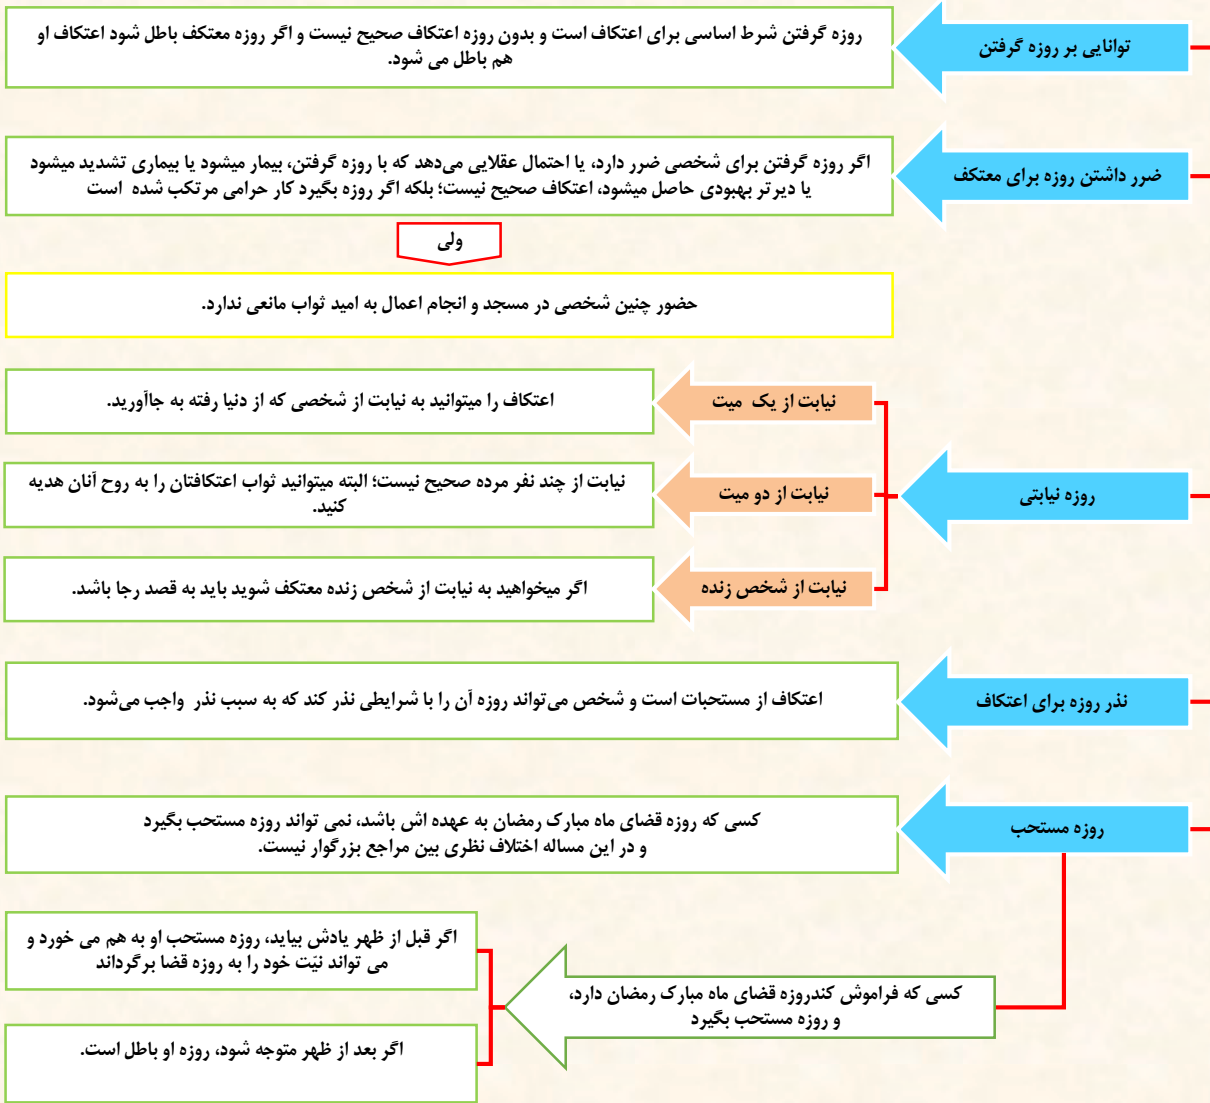 توانایی بر روزه گرفتن
روزه گرفتن شرط اساسی برای اعتکاف است و بدون روزه اعتکاف صحیح نیست و اگر روزه معتکف باطل شود اعتکاف او
هم باطل می شود.
ضرر داشتن روزه برای معتکف
اگر روزه گرفتن برای شخصی ضرر دارد، یا احتمال عقلایی می‌دهد که با روزه گرفتن، بیمار میشود یا بیماری تشدید میشود
یا دیرتر بهبودی حاصل میشود، اعتکاف صحیح نیست؛ بلکه اگر روزه بگیرد کار حرامی مرتکب شده است
ولی
حضور چنین شخصی در مسجد و انجام اعمال به امید ثواب مانعی ندارد.
روزه نیابتی
نیابت از یک میت
اعتکاف را میتوانید به نیابت از شخصی که از دنیا رفته به جاآورید.
نیابت از دو میت
نیابت از چند نفر مرده صحیح نیست؛ البته میتوانید ثواب اعتکافتان را به روح آنان هدیه
کنید.
نیابت از شخص زنده
اگر میخواهید به نیابت از شخص زنده معتکف شوید باید به قصد رجا باشد.
نذر روزه برای اعتکاف
اعتکاف از مستحبات است و شخص می‌تواند روزه آن را با شرایطی نذر کند که به سبب نذر واجب می‌شود.
روزه مستحب
کسی که روزه قضای ماه مبارک رمضان به عهده اش باشد، نمی تواند روزه مستحب بگیرد
و در این مساله اختلاف نظری بین مراجع بزرگوار نیست.
کسی که فراموش کندروزه قضای ماه مبارک رمضان دارد،
و روزه مستحب بگیرد
اگر قبل از ظهر یادش بیاید، روزه مستحب او به هم می خورد و
می تواند نیّت خود را به روزه قضا برگرداند
اگر بعد از ظهر متوجه شود، روزه او باطل است.